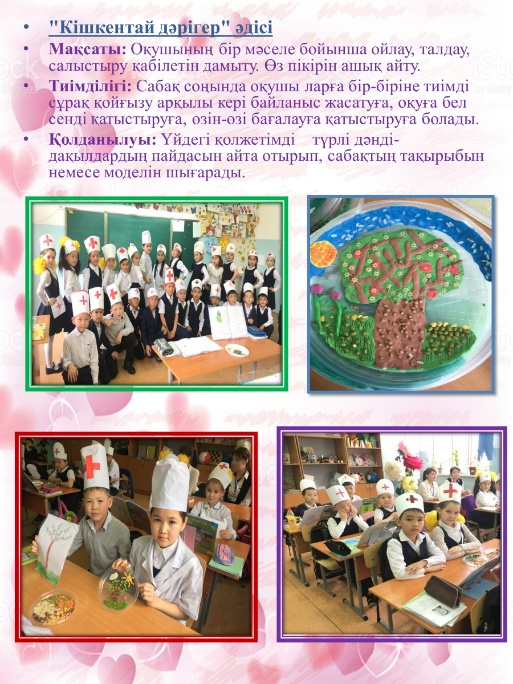 • "Кішкентай дәрігер" әдісі
• Мақсаты: Оқушының бір мәселе бойынша ойлау, талдау,
салыстыру қабілетін дамыту. Өз пікірін ашық айту.
• Тиімділігі: Сабақ соңында оқушы ларға бір-біріне тиімді
сұрақ қойғызу арқылы кері байланыс жасатуға, оқуға бел
сенді қатыстыруға, өзін-өзі бағалауға қатыстыруға болады.
• Қолданылуы: Үйдегі қолжетімді түрлі дәнді-
дақылдардың пайдасын айта отырып, сабақтың тақырыбын
немесе моделін шығарады.